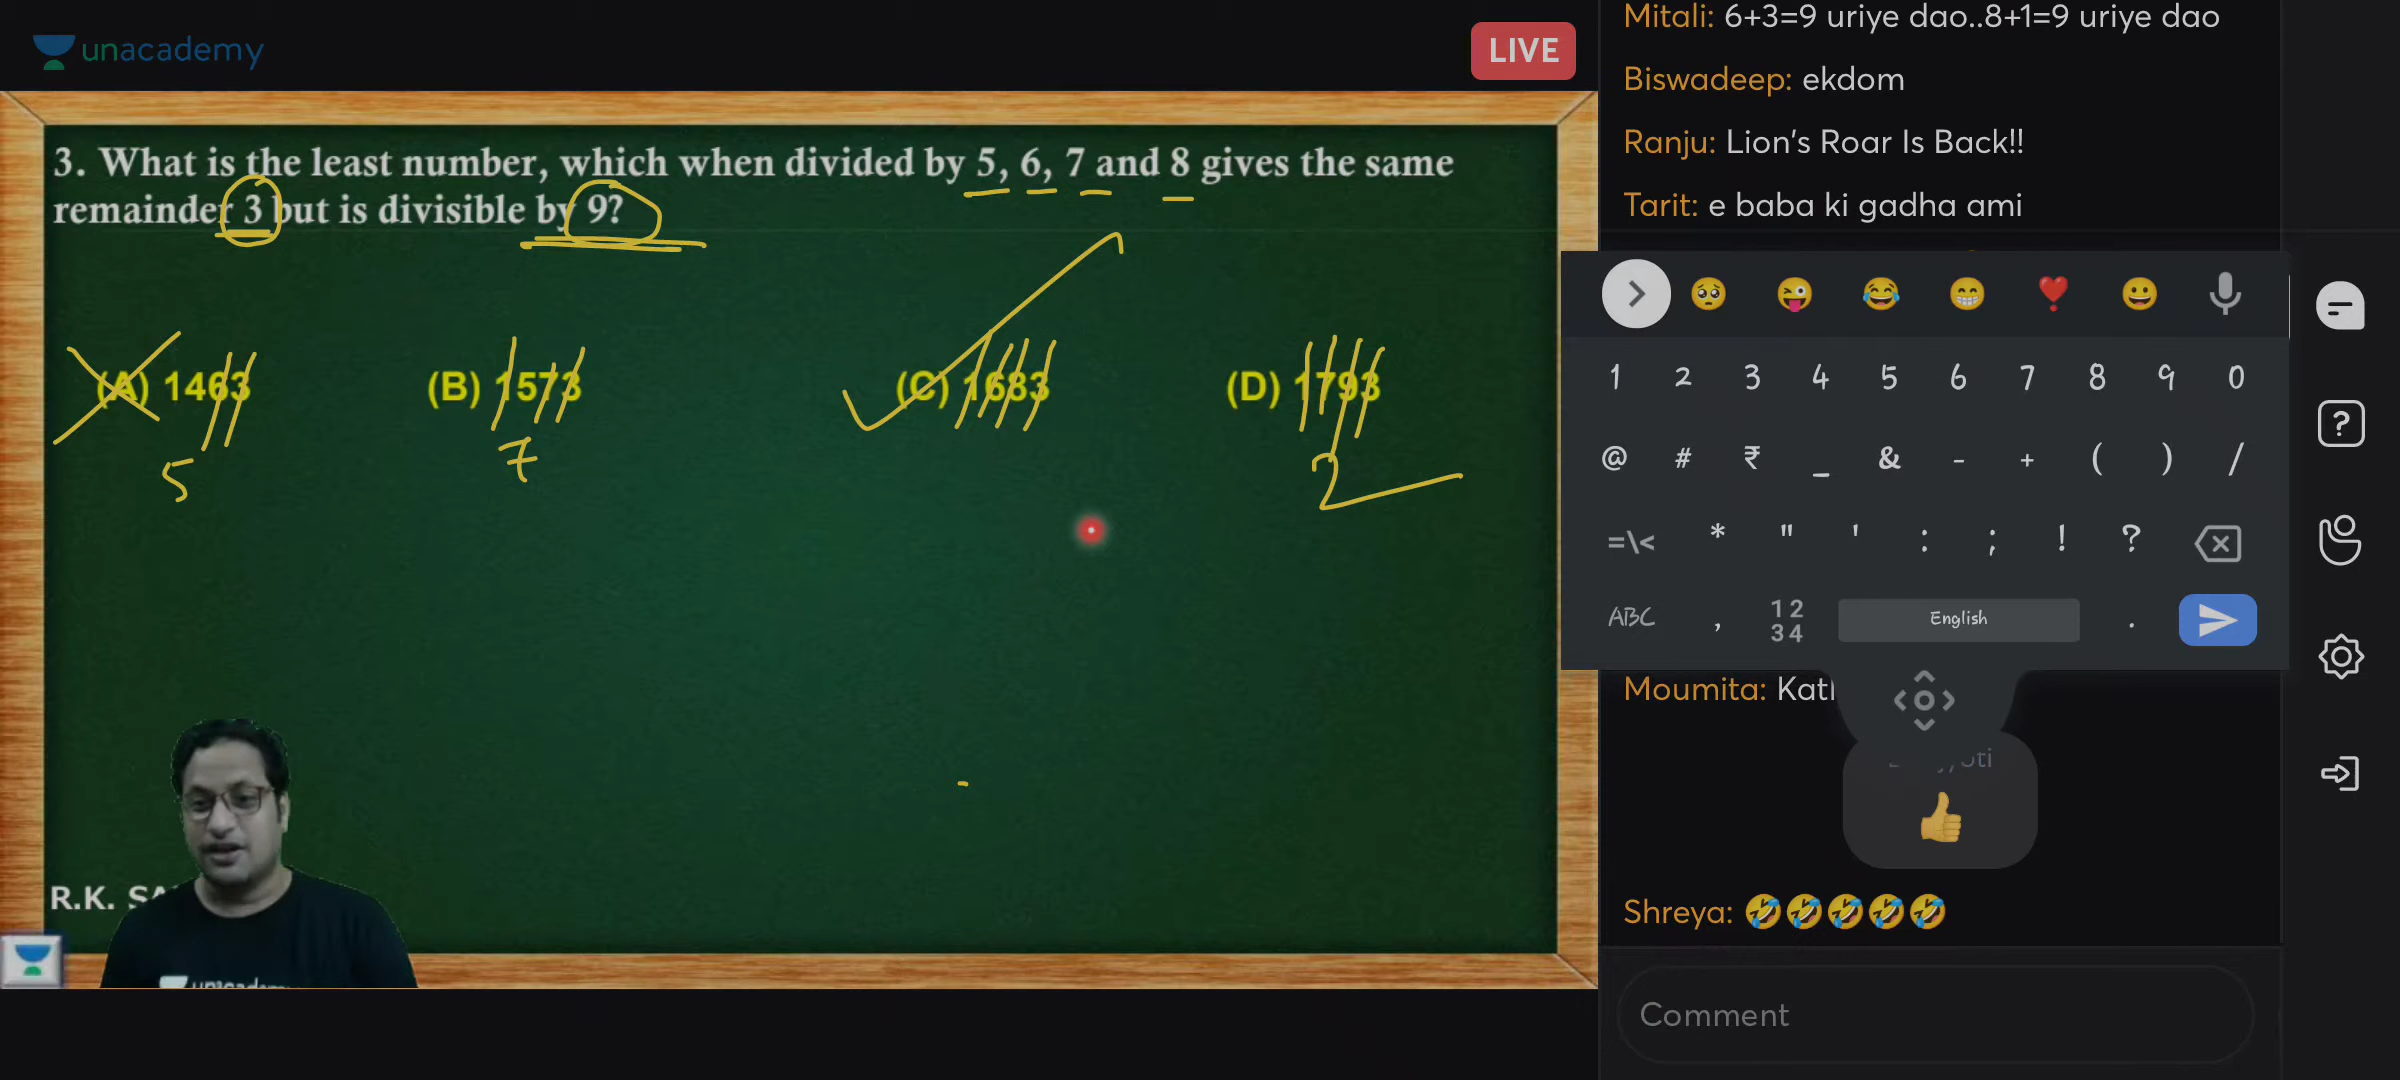 unacademy
LIVE
3. What is the least number, which when divided by 5, 6, 7 and 8 gives the same
remainder 3 but is divisible by 9?
(A) 1463
(B) 1573
(C) 1683
(D) 1793
5
7
2
R.K.
unacademy
Mitali: 6+3=9 uriye dao..8+1=9 uriye dao
Biswadeep: ekdom
Ranju: Lion's Roar Is Back!!
Tarit: e baba ki gadha ami
1 2 3 4 5 6 7 8 9 0
@ # ₹ _ & - + ( ) /
=\< * " ' : ; ! ?
ABC , 12 34 English .
Moumita:
Shreya: 🤣🤣🤣🤣🤣
Comment